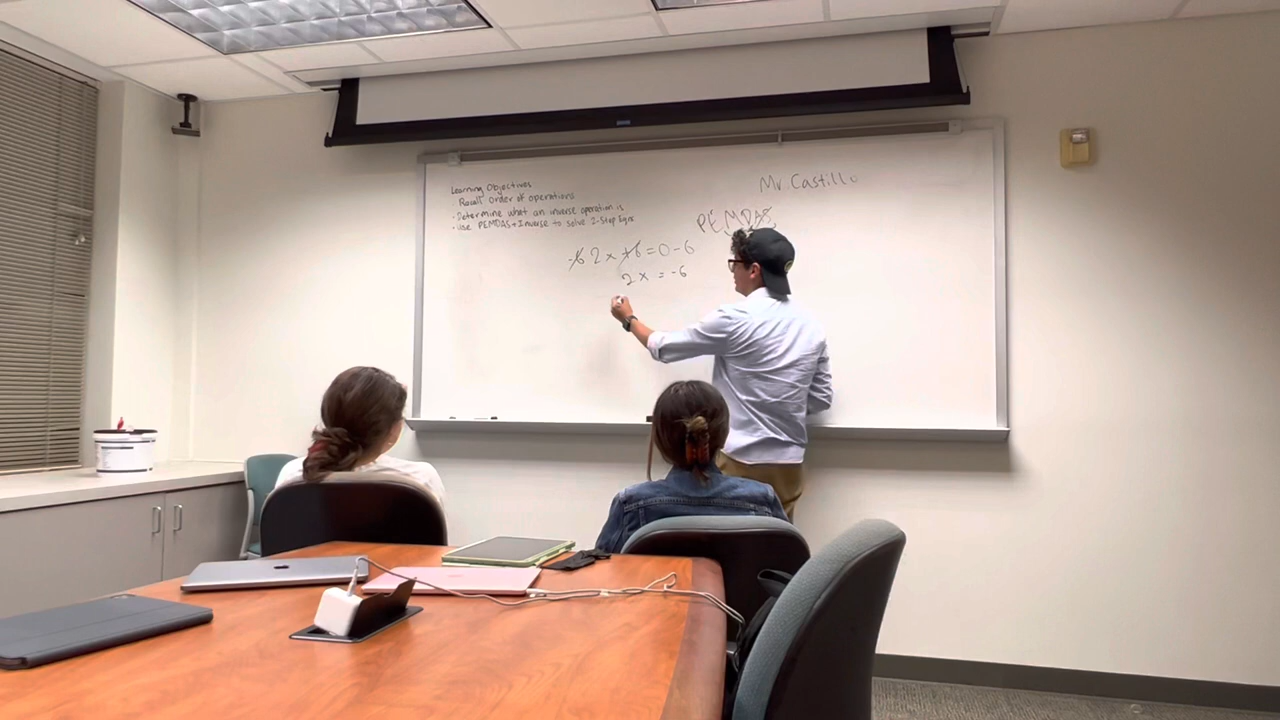 Learning Objectives
· Recall Order of operations
· Determine what an inverse operation is
· Use PEMDAS + Inverse to solve 2-Step Eqns
Mr. Castillo
PEMDAS
-6 2x +6 = 0 - 6
2x = -6